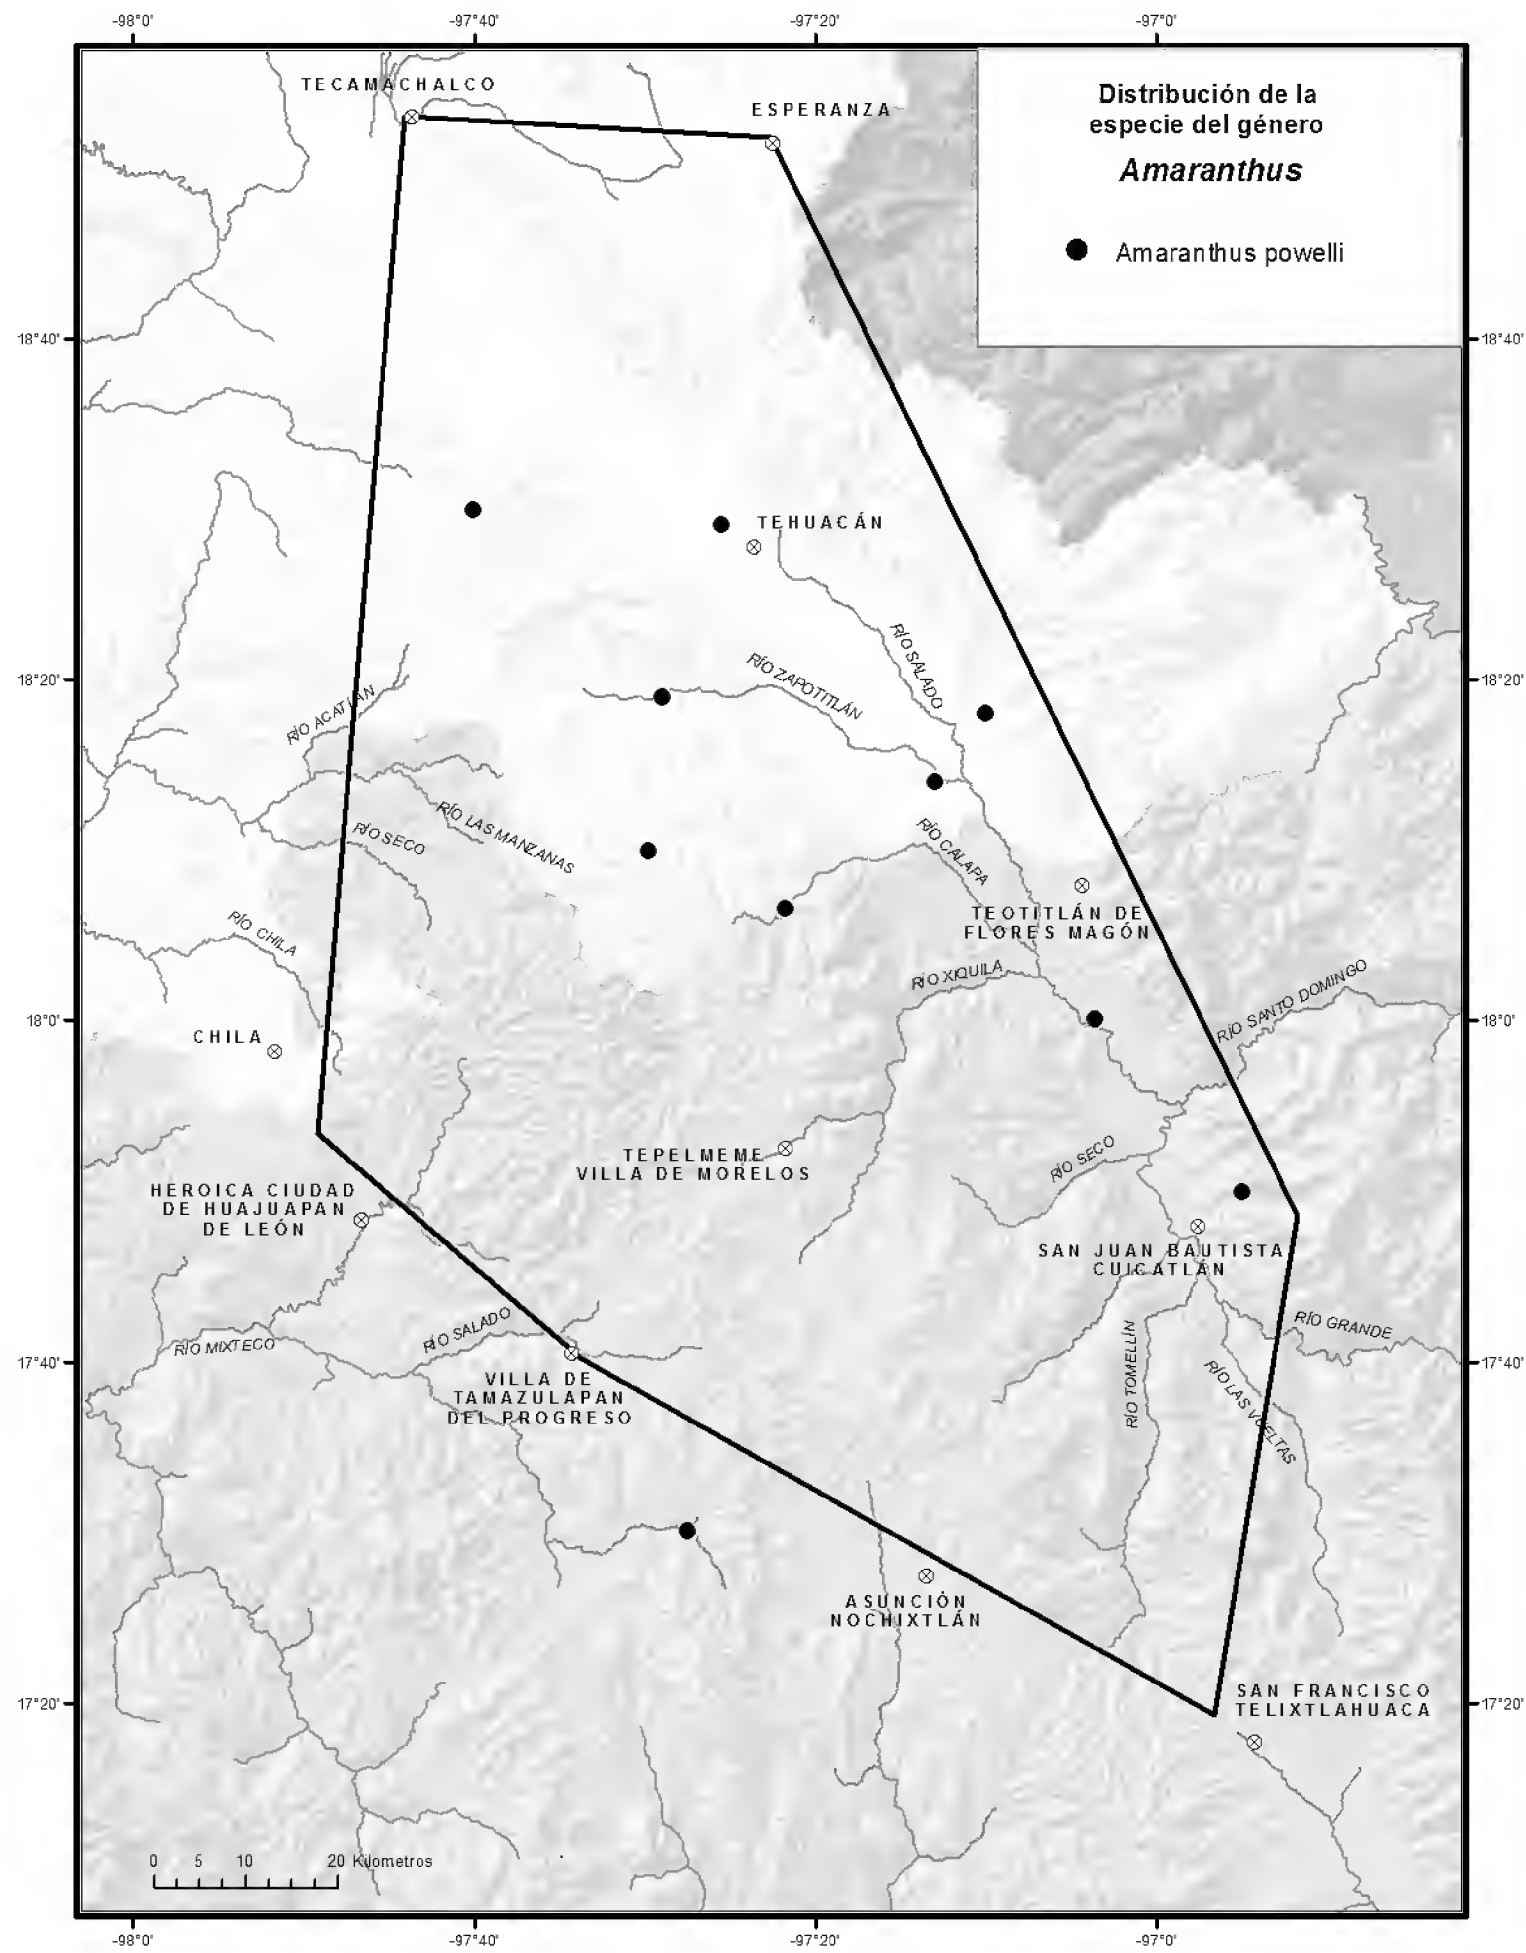 -98°0'
-97°40'
-97°20'
-97°0'
TECAMACHALCO
ESPERANZA
Distribución de la
especie del género
Amaranthus
Amaranthus powelli
18°40'
18°40'
TEHUACÁN
RÍO SALADO
RÍO ZAPOTITLÁN
18°20'
18°20'
RÍO ACATLÁN
RÍO LAS MANZANAS
RÍO SECO
RÍO CALAPA
TEOTITLÁN DE
FLORES MAGÓN
RÍO CHILA
RÍO XIQUILA
RÍO SANTO DOMINGO
18°0'
18°0'
CHILA
TEPELMEME
VILLA DE MORELOS
RÍO SECO
HEROICA CIUDAD
DE HUAJUAPAN
DE LEÓN
SAN JUAN BAUTISTA
CUICATLÁN
RÍO SALADO
RÍO MIXTECO
RÍO GRANDE
17°40'
17°40'
RÍO TOMELLÍN
RÍO LAS VUELTAS
VILLA DE
TAMAZULAPAN
DEL PROGRESO
ASUNCIÓN
NOCHIXTLÁN
SAN FRANCISCO
TELIXTLAHUACA
17°20'
17°20'
0 5 10 20 Kilometros
-98°0'
-97°40'
-97°20'
-97°0'